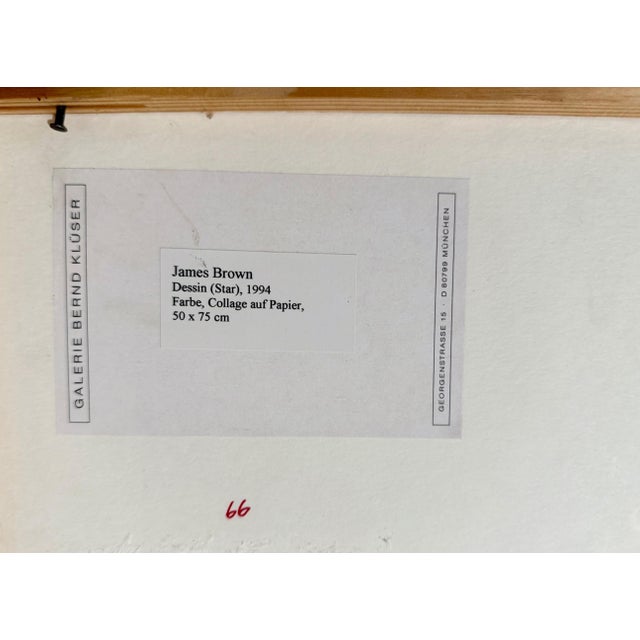 GALERIE BERND KLÜSER
James Brown
Dessin (Star), 1994
Farbe, Collage auf Papier,
50 x 75 cm
GEORGENSTRASSE 15 · D 80799 MÜNCHEN
66